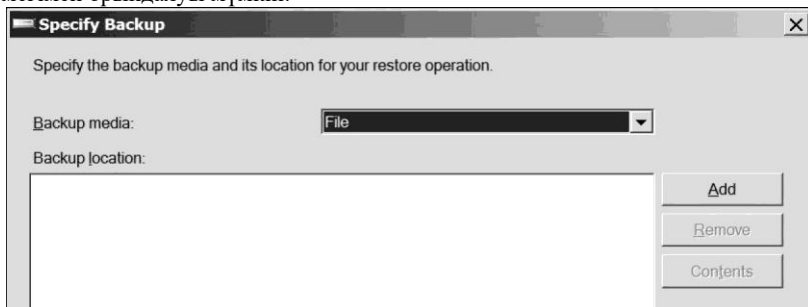 Specify Backup
Specify the backup media and its location for your restore operation.
Backup media:
File
Backup location:
Add
Remove
Contents